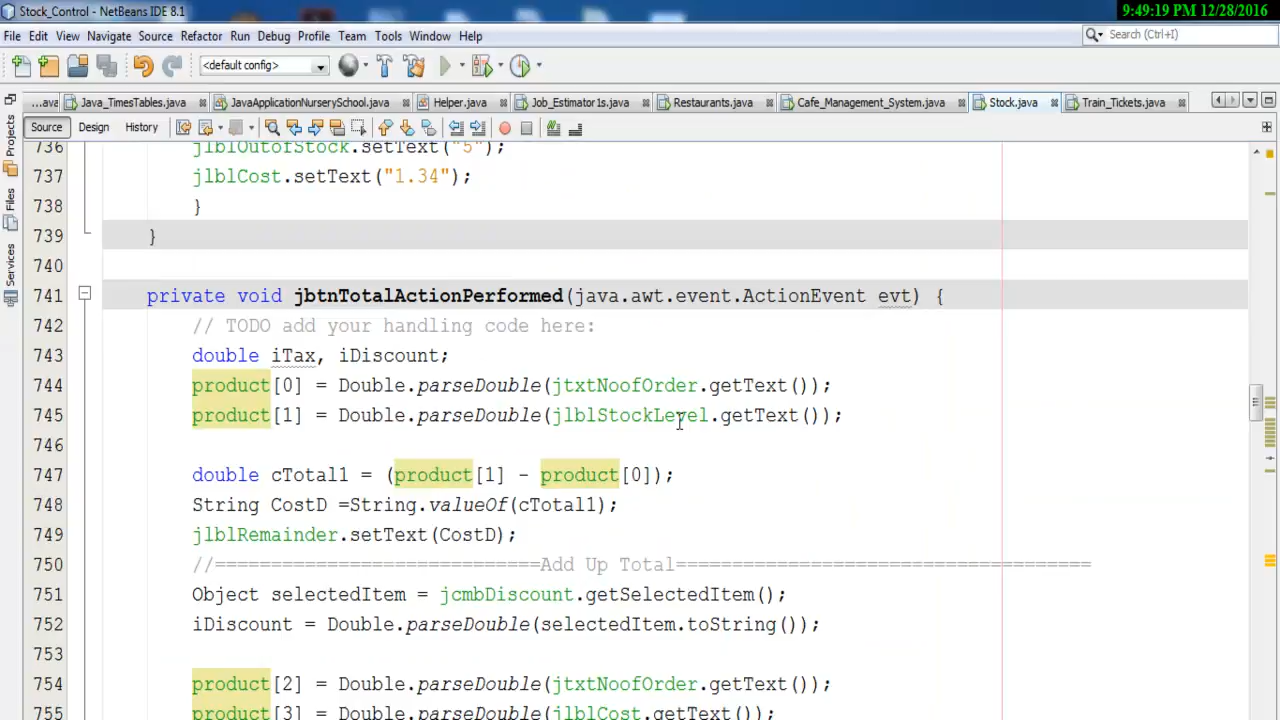 Stock_Control - NetBeans IDE 8.1
9:49:19 PM 12/28/2016
File Edit View Navigate Source Refactor Run Debug Profile Team Tools Window Help
Search (Ctrl+I)
<default config>
...ava Java_TimesTables.java JavaApplicationNurserySchool.java Helper.java Job_Estimator1s.java Restaurants.java Cafe_Management_System.java Stock.java Train_Tickets.java
Source Design History
Projects
Files
Services
736 jlblOutofStock.setText("5");
737 jlblCost.setText("1.34");
738 }
739 }
740
741 private void jbtnTotalActionPerformed(java.awt.event.ActionEvent evt) {
742 // TODO add your handling code here:
743 double iTax, iDiscount;
744 product[0] = Double.parseDouble(jtxtNoofOrder.getText());
745 product[1] = Double.parseDouble(jlblStockLevel.getText());
746
747 double cTotal1 = (product[1] - product[0]);
748 String CostD =String.valueOf(cTotal1);
749 jlblRemainder.setText(CostD);
750 //============================Add Up Total====================================
751 Object selectedItem = jcmbDiscount.getSelectedItem();
752 iDiscount = Double.parseDouble(selectedItem.toString());
753
754 product[2] = Double.parseDouble(jtxtNoofOrder.getText());
755 product[3] = Double.parseDouble(jlblCost.getText());